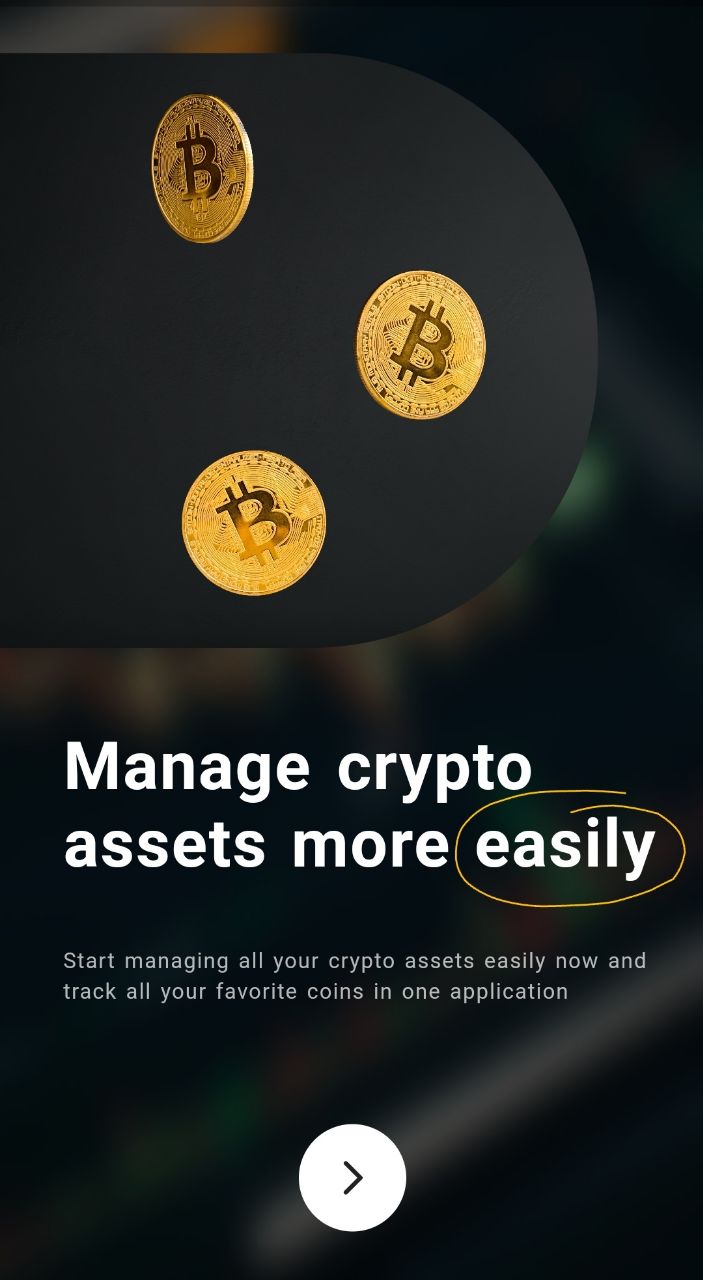 Manage crypto
assets more easily
Start managing all your crypto assets easily now and
track all your favorite coins in one application